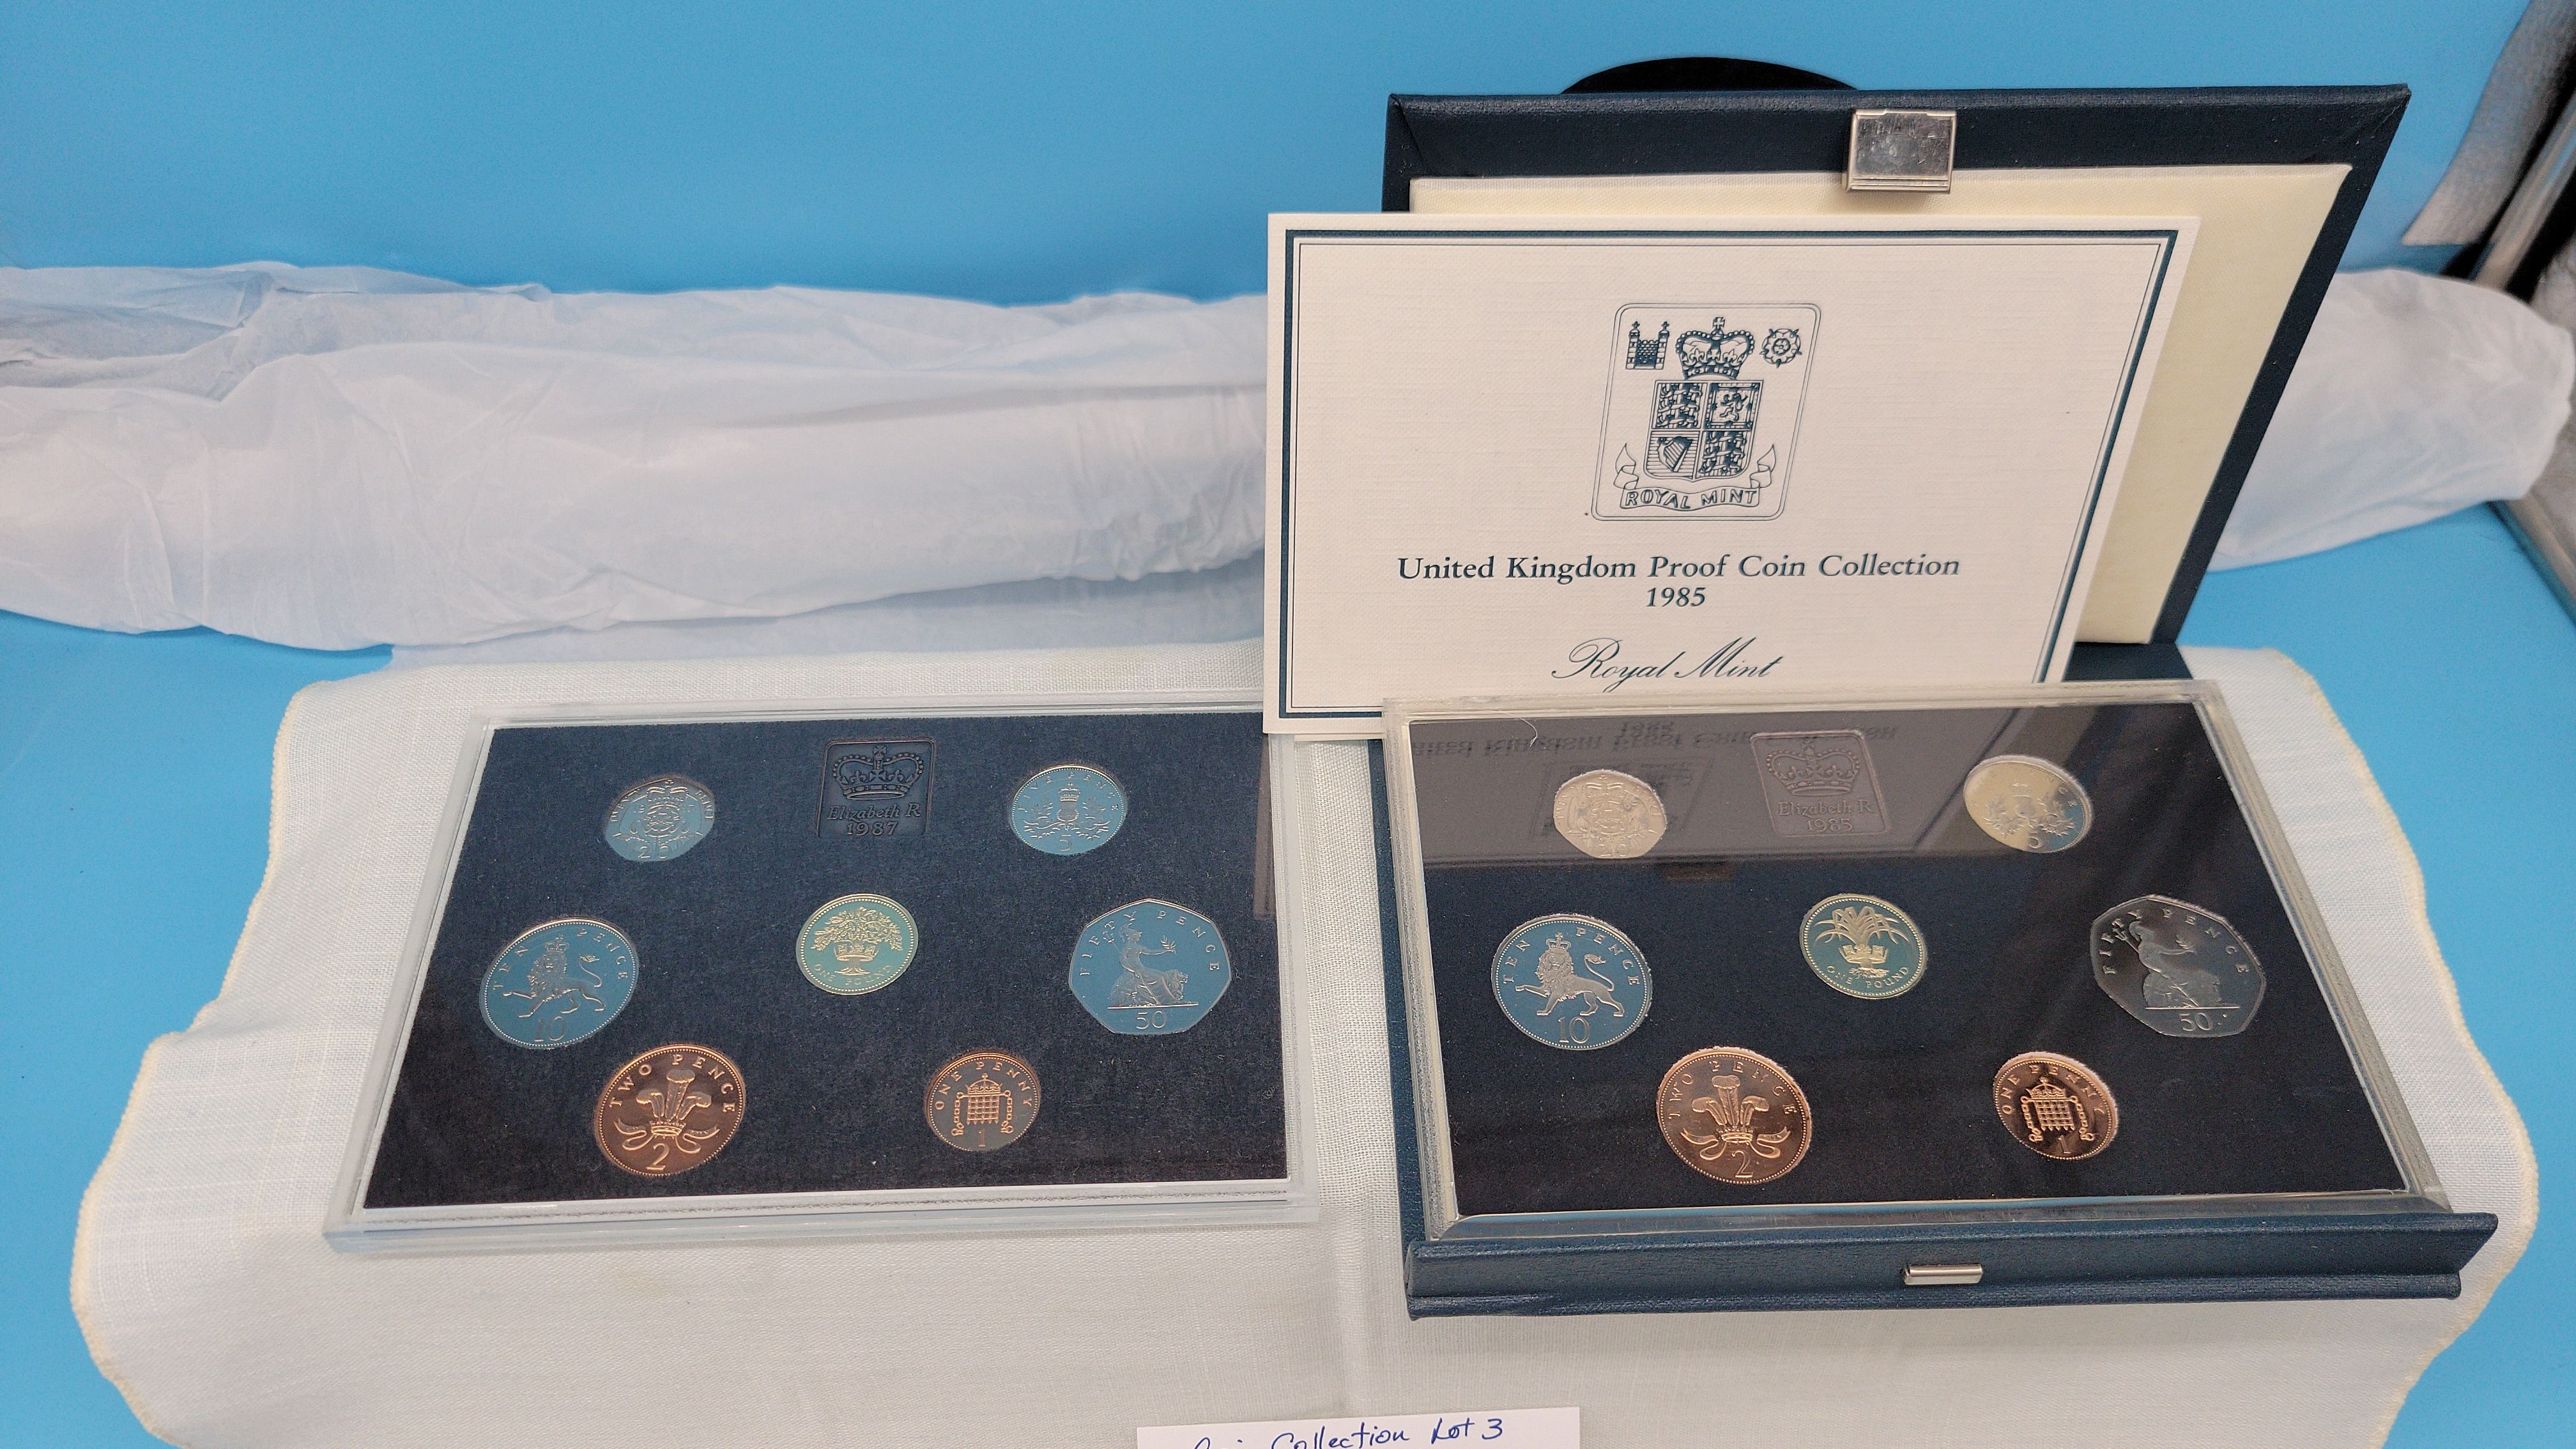 ROYAL MINT
United Kingdom Proof Coin Collection
1985
Royal Mint
Elizabeth R
1987
FIVE PENCE
5
TEN PENCE
10
ONE POUND
FIFTY PENCE
50
TWO PENCE
2
ONE PENNY
1
Elizabeth R
1985
5
TEN PENCE
10
ONE POUND
FIFTY PENCE
50
TWO PENCE
2
ONE PENNY
1
Collection Lot 3